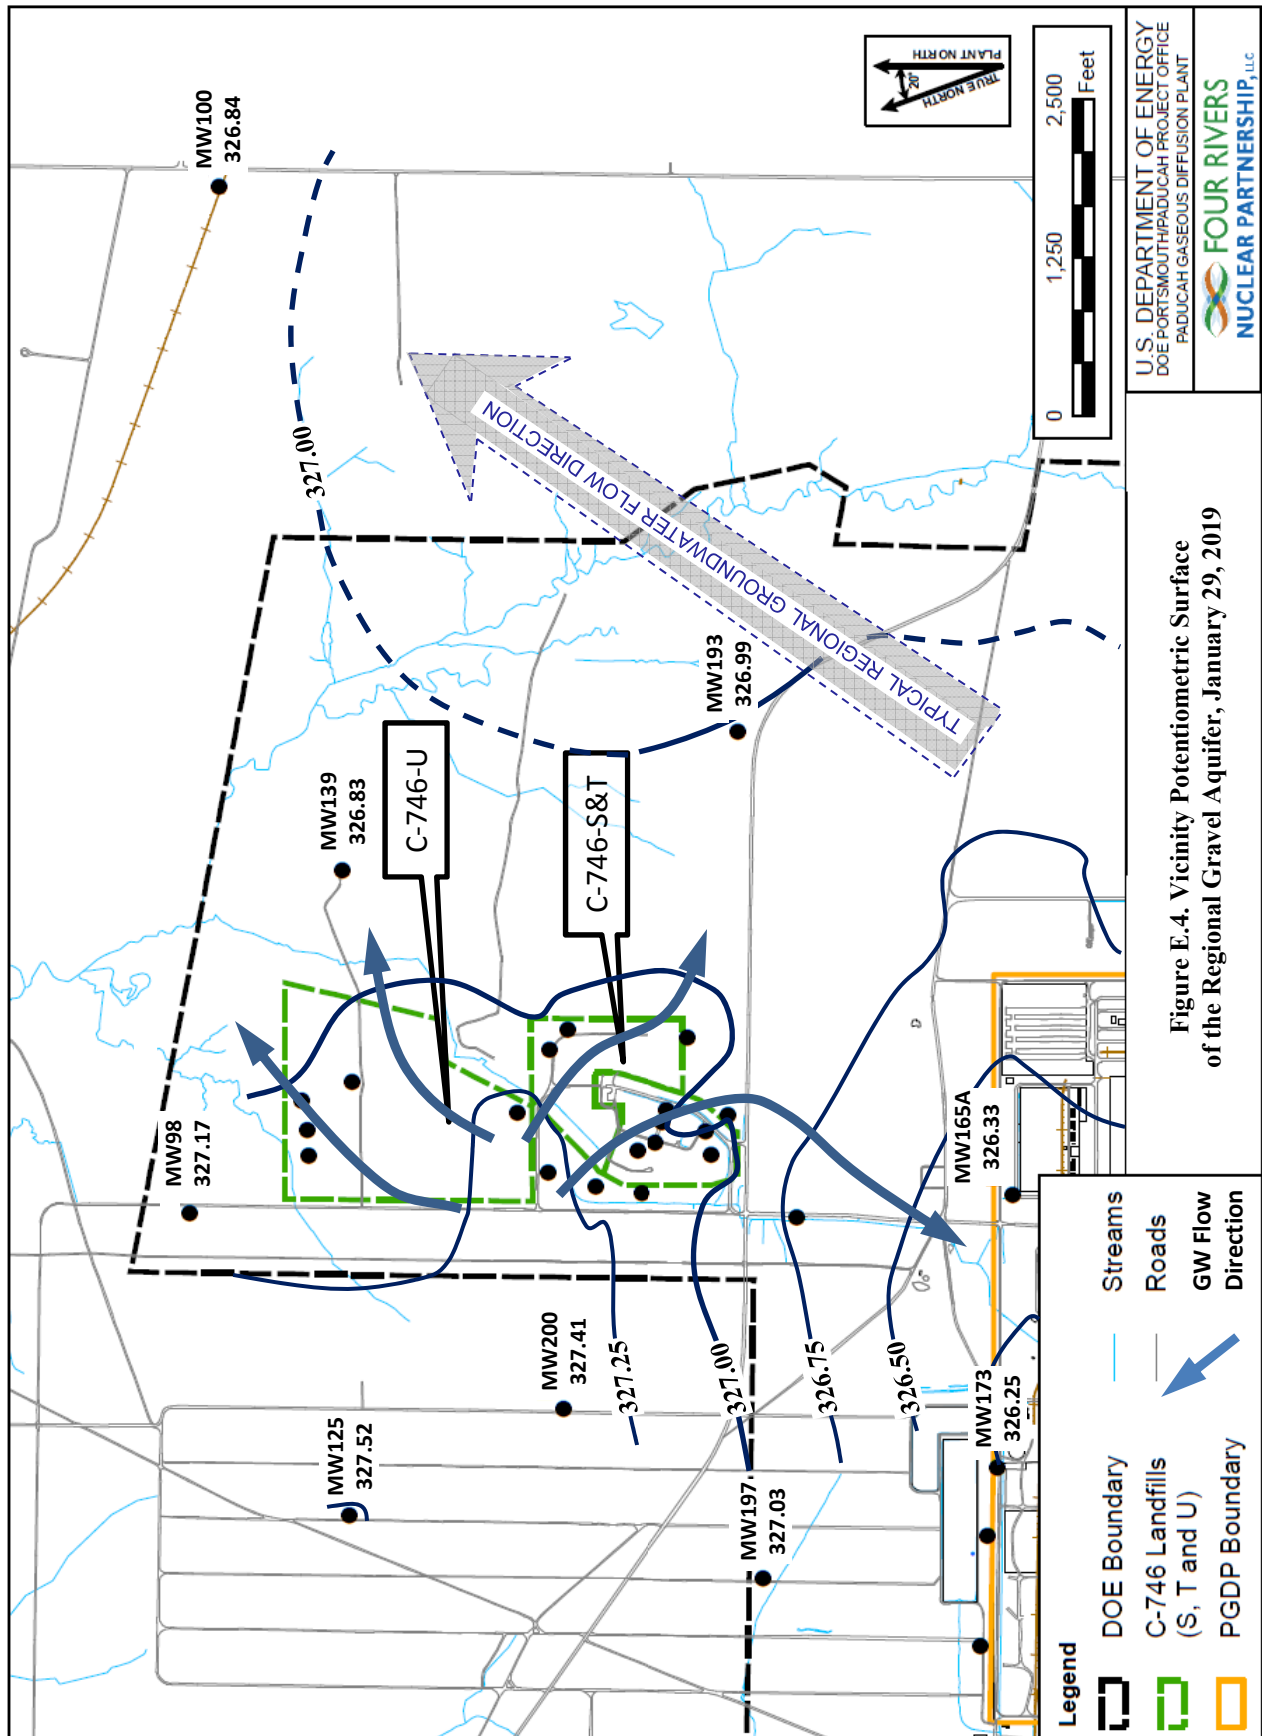 MW100
326.84
MW139
326.83
MW98
327.17
MW193
326.99
MW200
327.41
MW125
327.52
MW197
327.03
MW165A
326.33
MW173
326.25
C-746-U
C-746-S&T
327.00
327.25
327.00
326.75
326.50
TYPICAL REGIONAL GROUNDWATER FLOW DIRECTION
PLANT NORTH
TRUE NORTH
20°
0 1,250 2,500
Feet
Legend
DOE Boundary
C-746 Landfills
(S, T and U)
PGDP Boundary
Streams
Roads
GW Flow
Direction
Figure E.4. Vicinity Potentiometric Surface
of the Regional Gravel Aquifer, January 29, 2019
U.S. DEPARTMENT OF ENERGY
DOE PORTSMOUTH/PADUCAH PROJECT OFFICE
PADUCAH GASEOUS DIFFUSION PLANT
FOUR RIVERS
NUCLEAR PARTNERSHIP, LLC